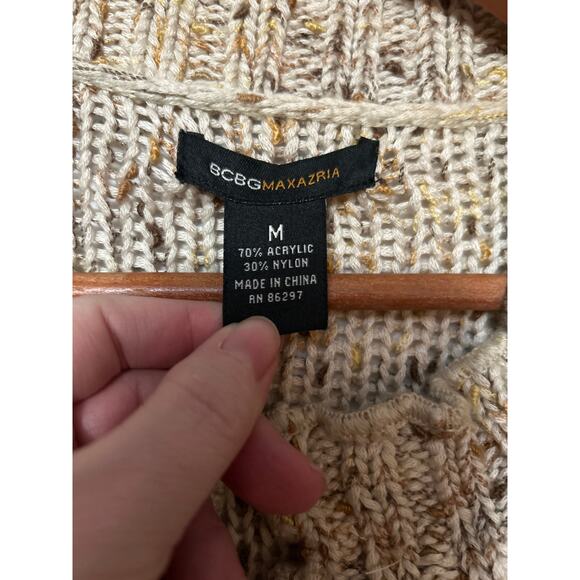 BCBGMAXAZRIA
M
70% ACRYLIC
30% NYLON
MADE IN CHINA
RN 86297